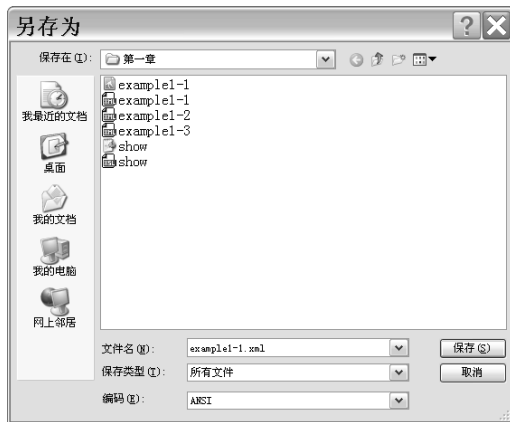 另存为
保存在(I):
第一章
我最近的文档
桌面
我的文档
我的电脑
网上邻居
example1-1
example1-1
example1-2
example1-3
show
show
文件名(N):
example1-1.xml
保存(S)
保存类型(T):
所有文件
取消
编码(E):
ANSI